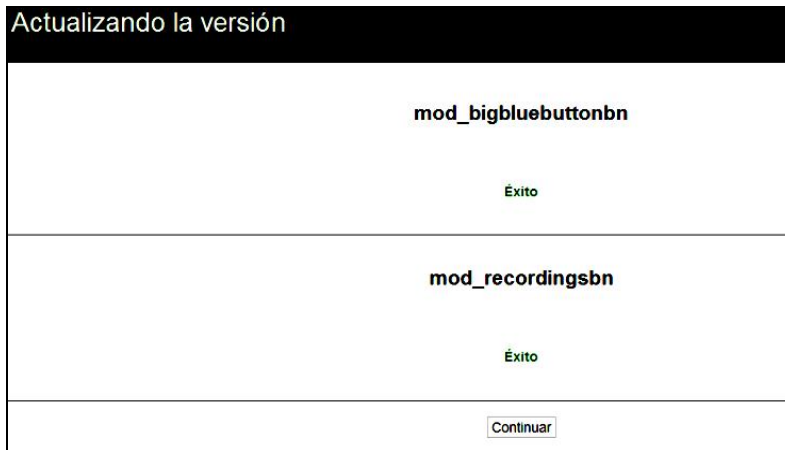 Actualizando la versión
mod_bigbluebuttonbn
Éxito
mod_recordingsbn
Éxito
Continuar